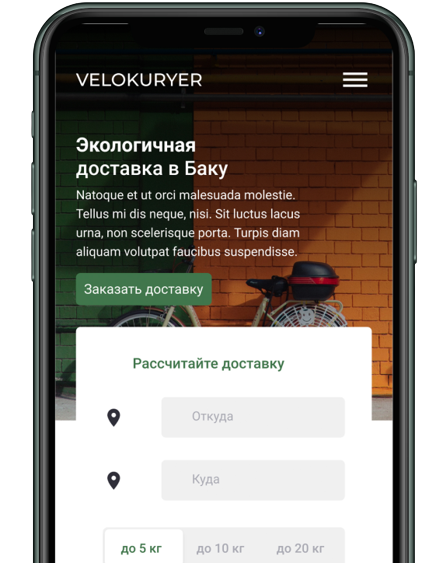 VELOKURYER
Экологичная
доставка в Баку
Natoque et ut orci malesuada molestie.
Tellus mi dis neque, nisi. Sit luctus lacus
urna, non scelerisque porta. Turpis diam
aliquam volutpat faucibus suspendisse.
Заказать доставку
Рассчитайте доставку
Откуда
Куда
до 5 кг до 10 кг до 20 кг